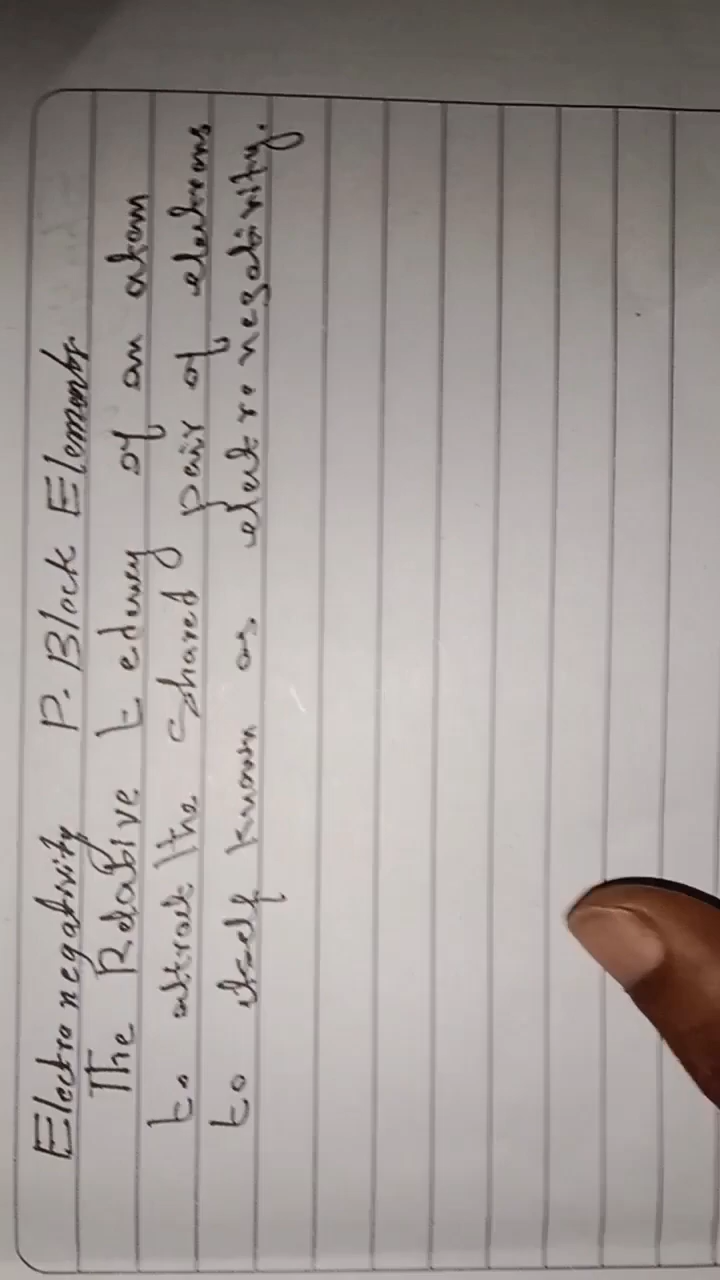 Electronegativity P. Block Elements
The Relative tedency of an atom
to attract the shared pair of electrons
to itself known as electronegativity.